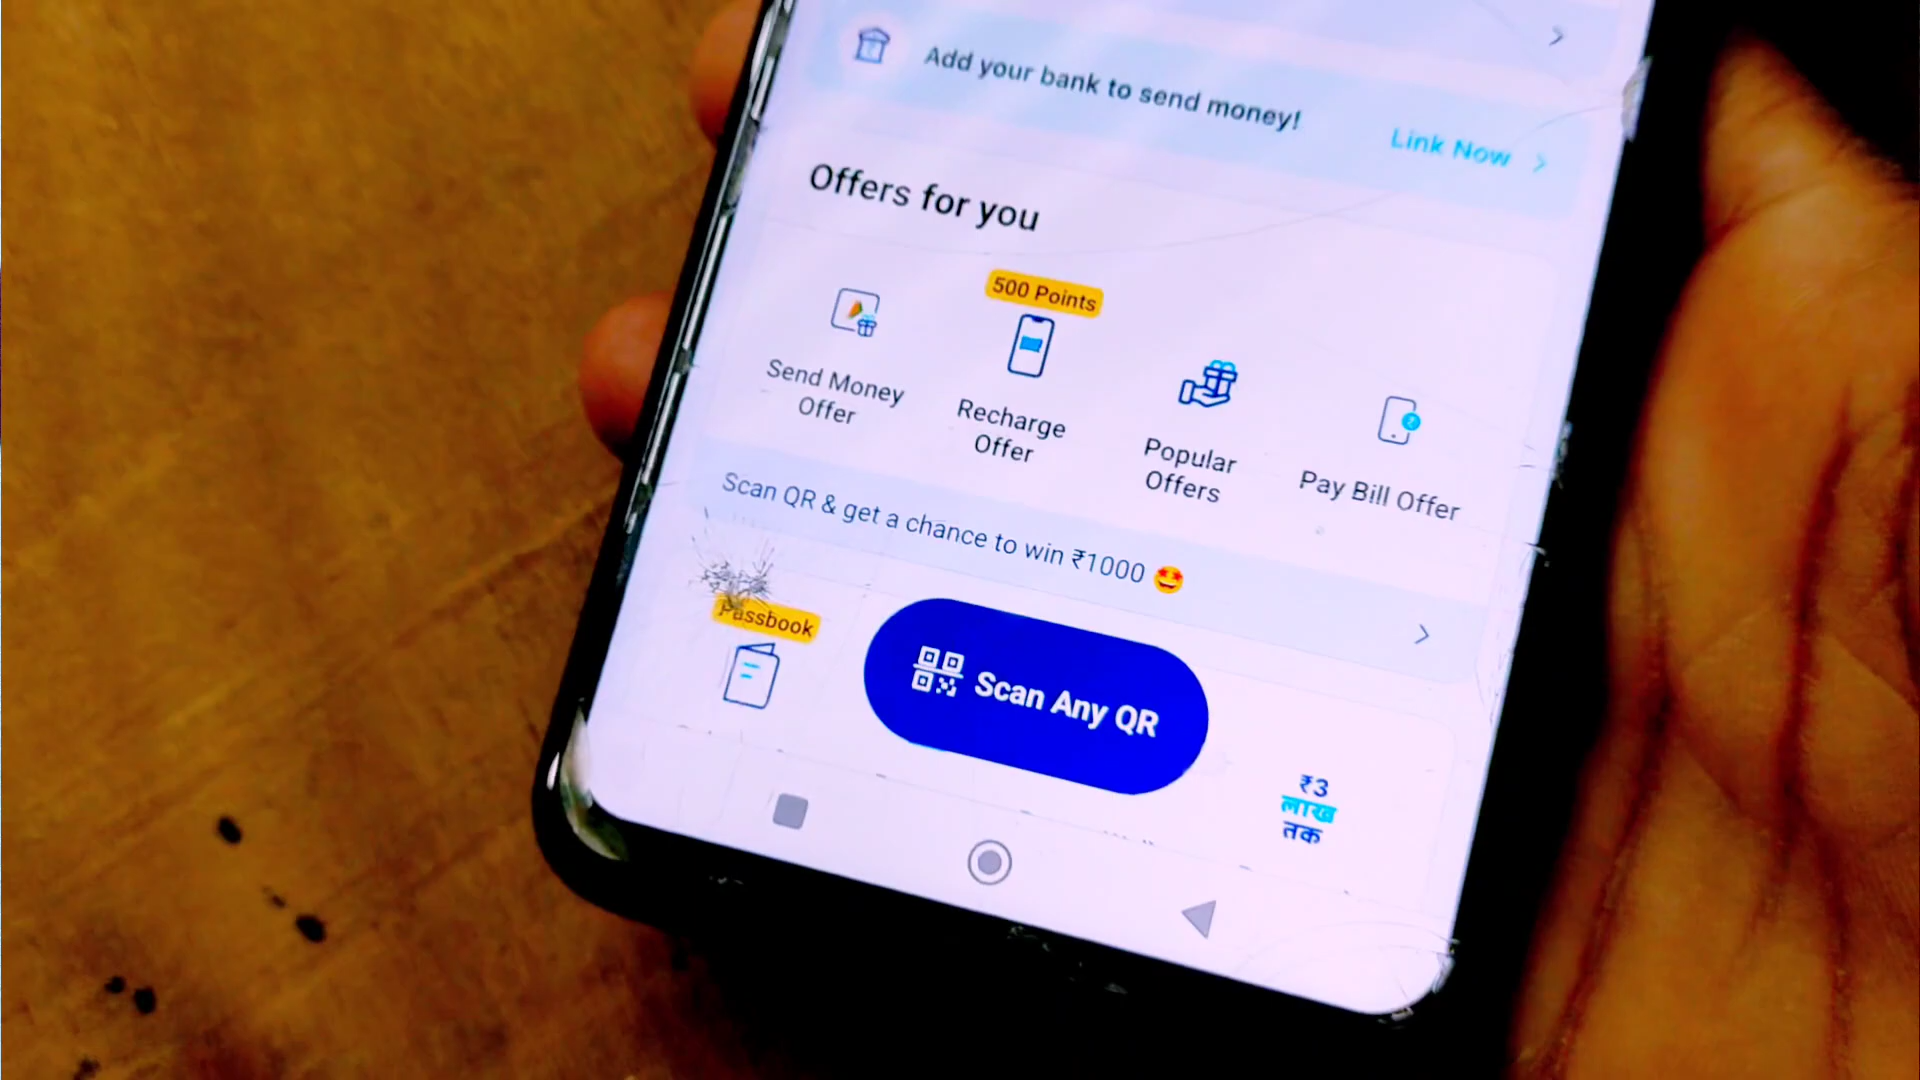 Add your bank to send money!
Link Now
Offers for you
500 Points
Send Money
Offer
Recharge
Offer
Popular
Offers
Pay Bill Offer
Scan QR & get a chance to win ₹1000 🤩
Passbook
Scan Any QR
₹3
लाख
तक